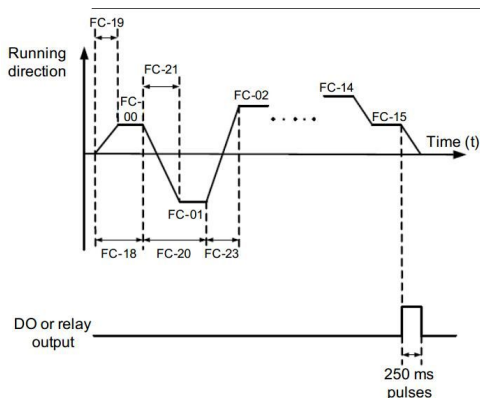 FC-19
Running
direction
FC-21
FC-
00
FC-02
FC-14
FC-15
Time (t)
FC-01
FC-18
FC-20
FC-23
DO or relay
output
250 ms
pulses